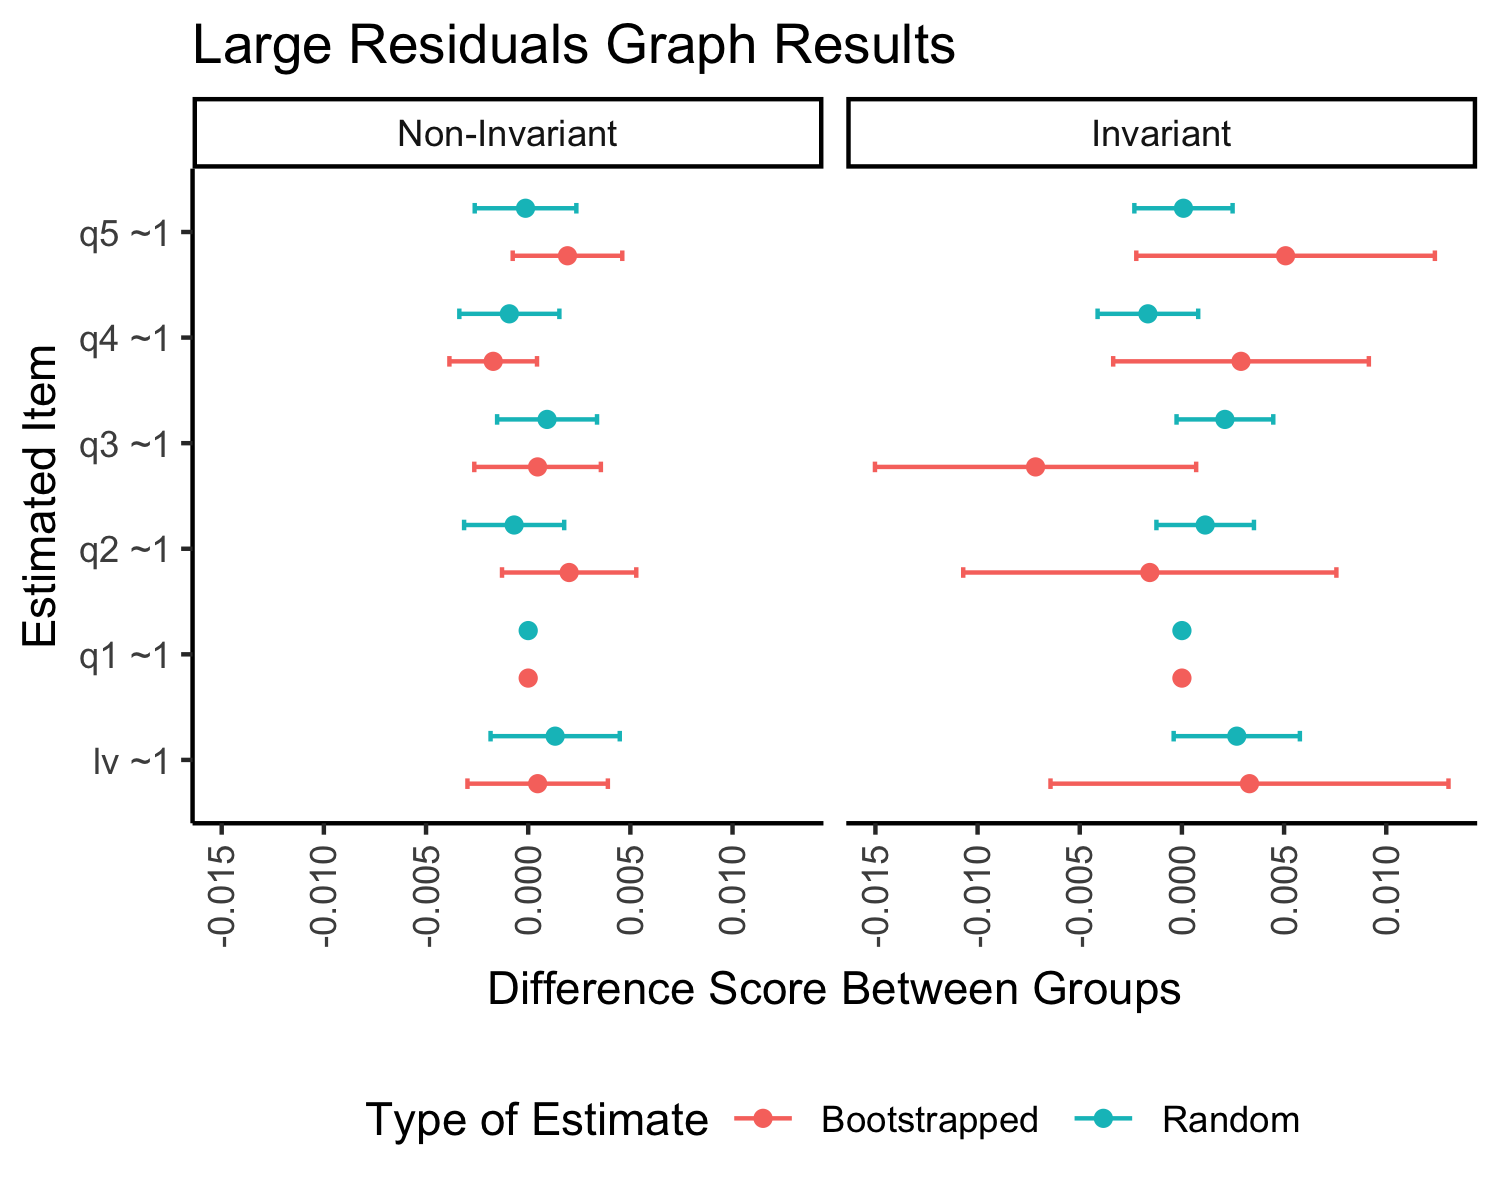 Large Residuals Graph Results
Non-Invariant
Invariant
Estimated Item
q5 ~1
q4 ~1
q3 ~1
q2 ~1
q1 ~1
lv ~1
-0.015
-0.010
-0.005
0.000
0.005
0.010
-0.015
-0.010
-0.005
0.000
0.005
0.010
Difference Score Between Groups
Type of Estimate Bootstrapped Random